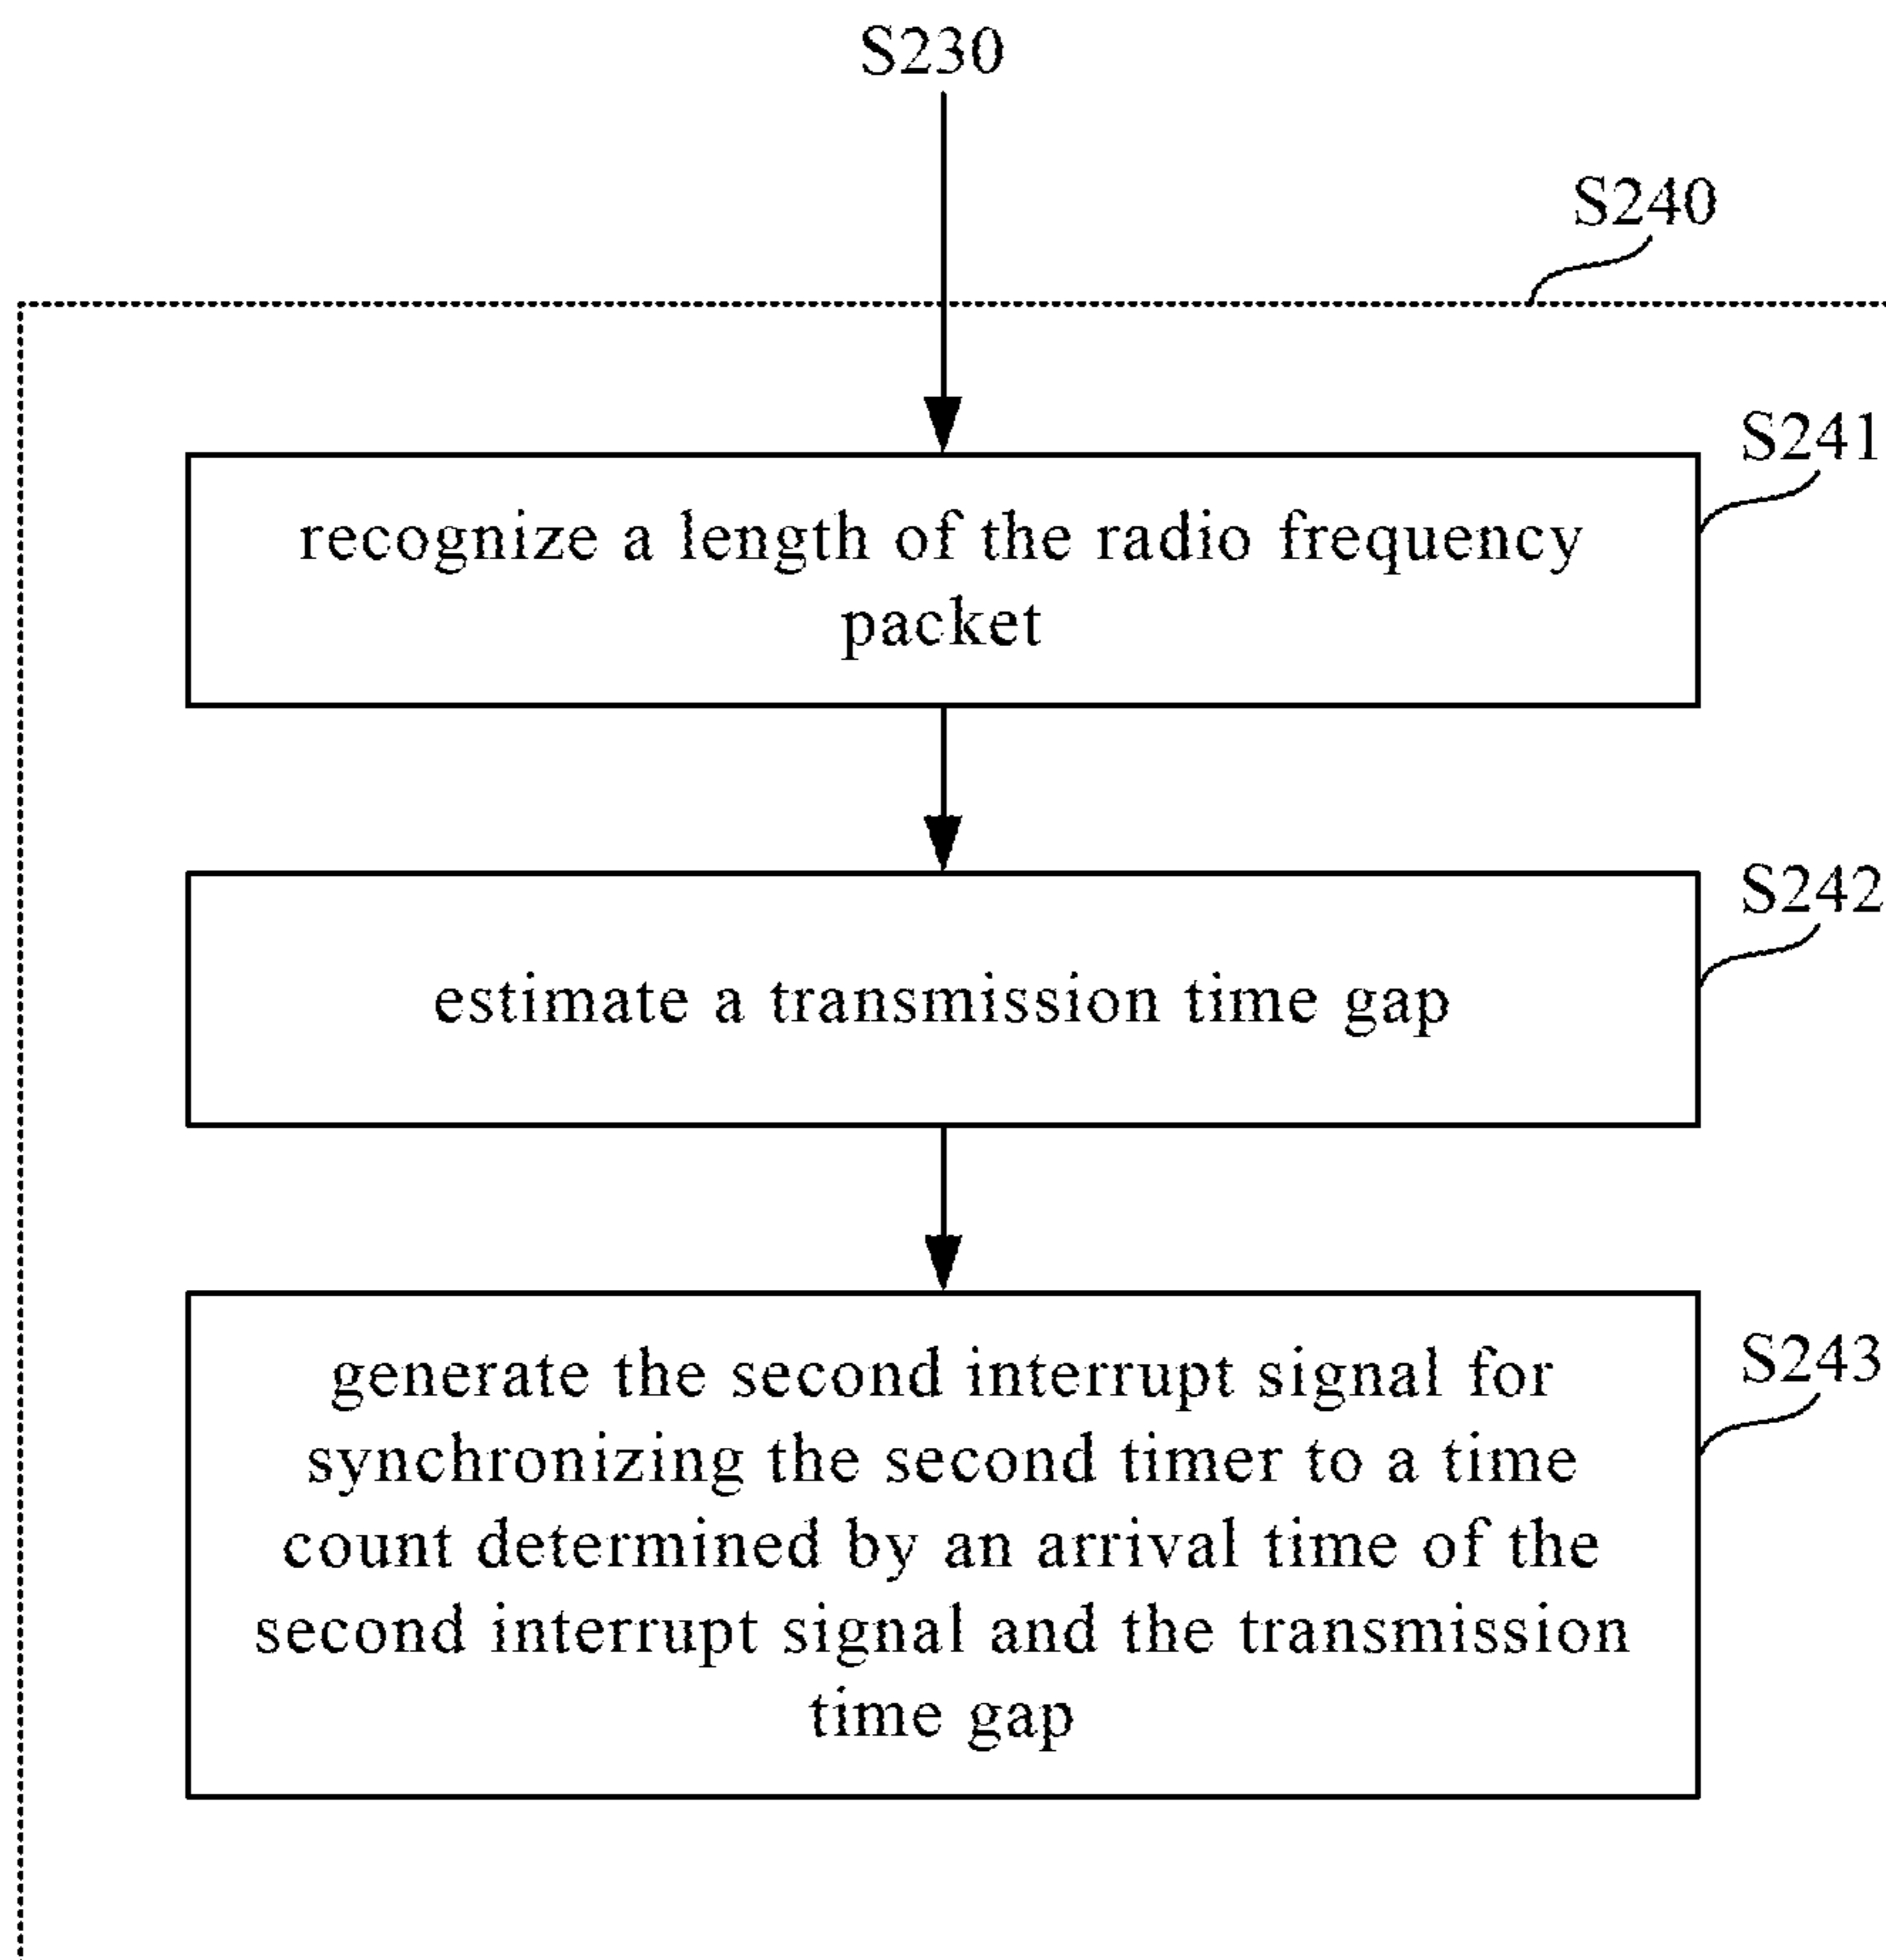 S230
S240
S241
recognize a length of the radio frequency
packet
S242
estimate a transmission time gap
S243
generate the second interrupt signal for
synchronizing the second timer to a time
count determined by an arrival time of the
second interrupt signal and the transmission
time gap